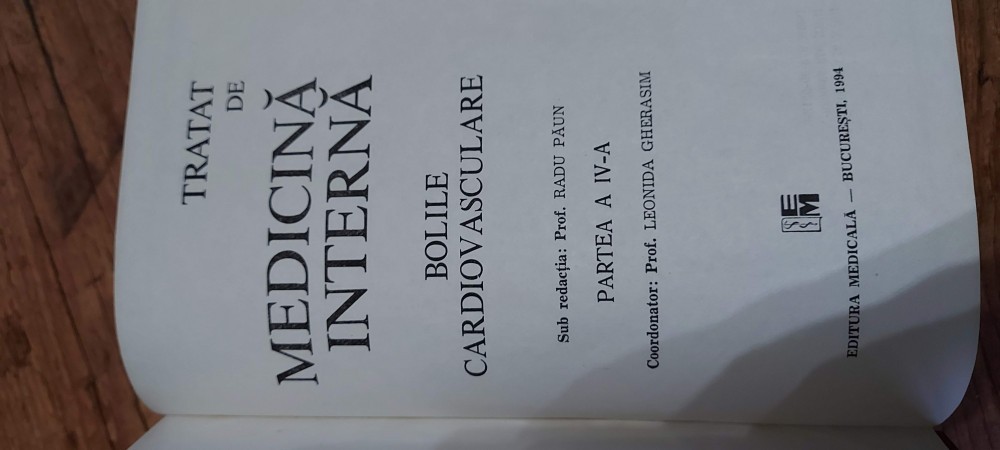 TRATAT
DE
MEDICINĂ
INTERNĂ
BOLILE
CARDIOVASCULARE
Sub redacția: Prof. RADU PĂUN
PARTEA A IV-A
Coordonator: Prof. LEONIDA GHERASIM
EM
EDITURA MEDICALĂ — BUCUREȘTI, 1994